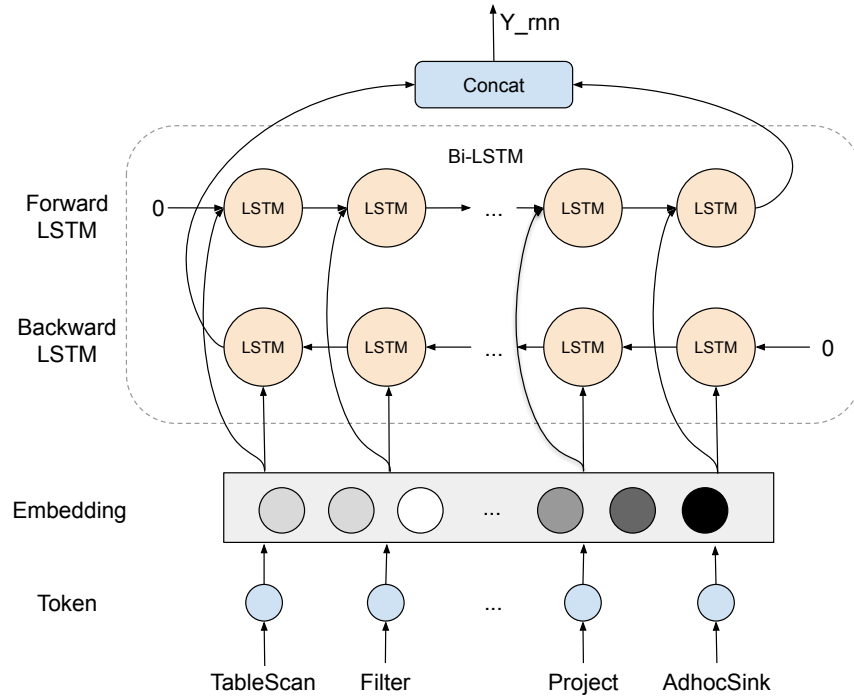 Y_rnn
Concat
Bi-LSTM
Forward
LSTM
0
LSTM
LSTM
...
LSTM
LSTM
Backward
LSTM
LSTM
LSTM
...
LSTM
LSTM
0
Embedding
...
Token
...
TableScan
Filter
Project
AdhocSink